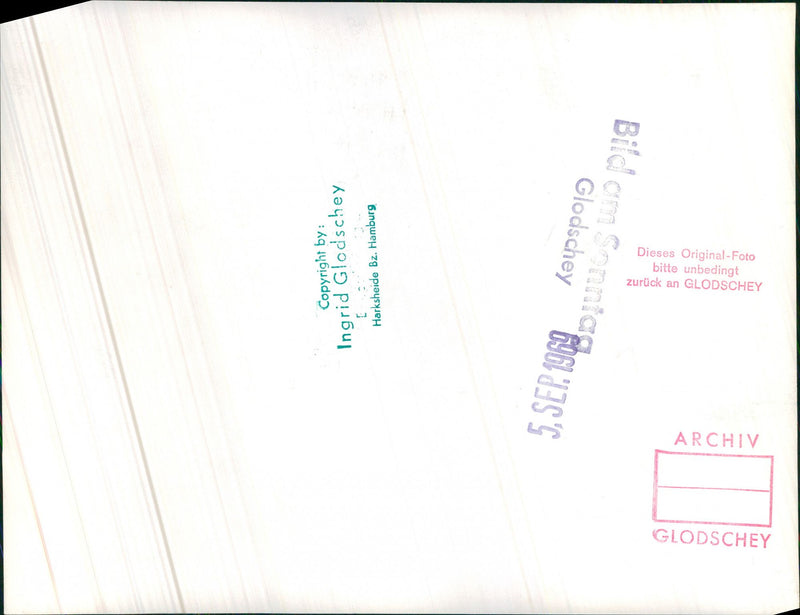 Copyright by:
Ingrid Glodschey
Harksheide Bz. Hamburg
Bild am Sonntag
Glodschey
5. SEP. 1969
Dieses Original-Foto
bitte unbedingt
zurück an GLODSCHEY
ARCHIV
GLODSCHEY